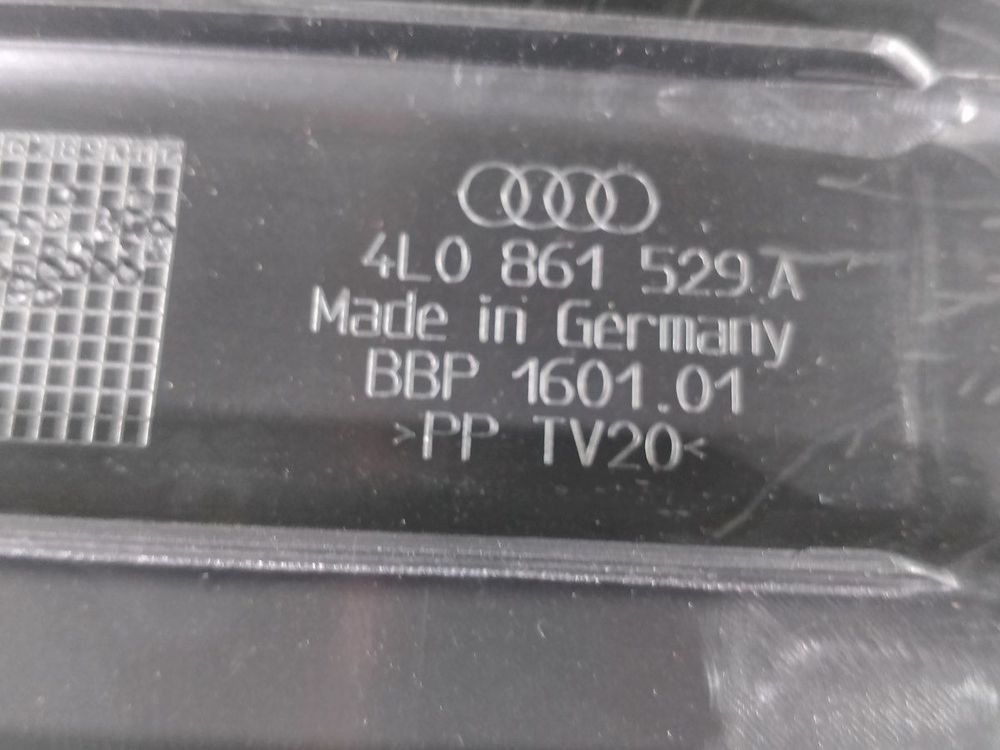 4L0 861 529 A
Made in Germany
BBP 1601.01
>PP TV20<